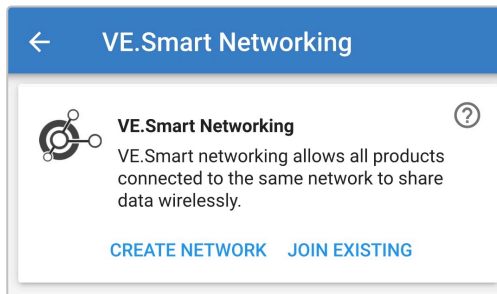 VE.Smart Networking
VE.Smart Networking
VE.Smart networking allows all products
connected to the same network to share
data wirelessly.
CREATE NETWORK JOIN EXISTING